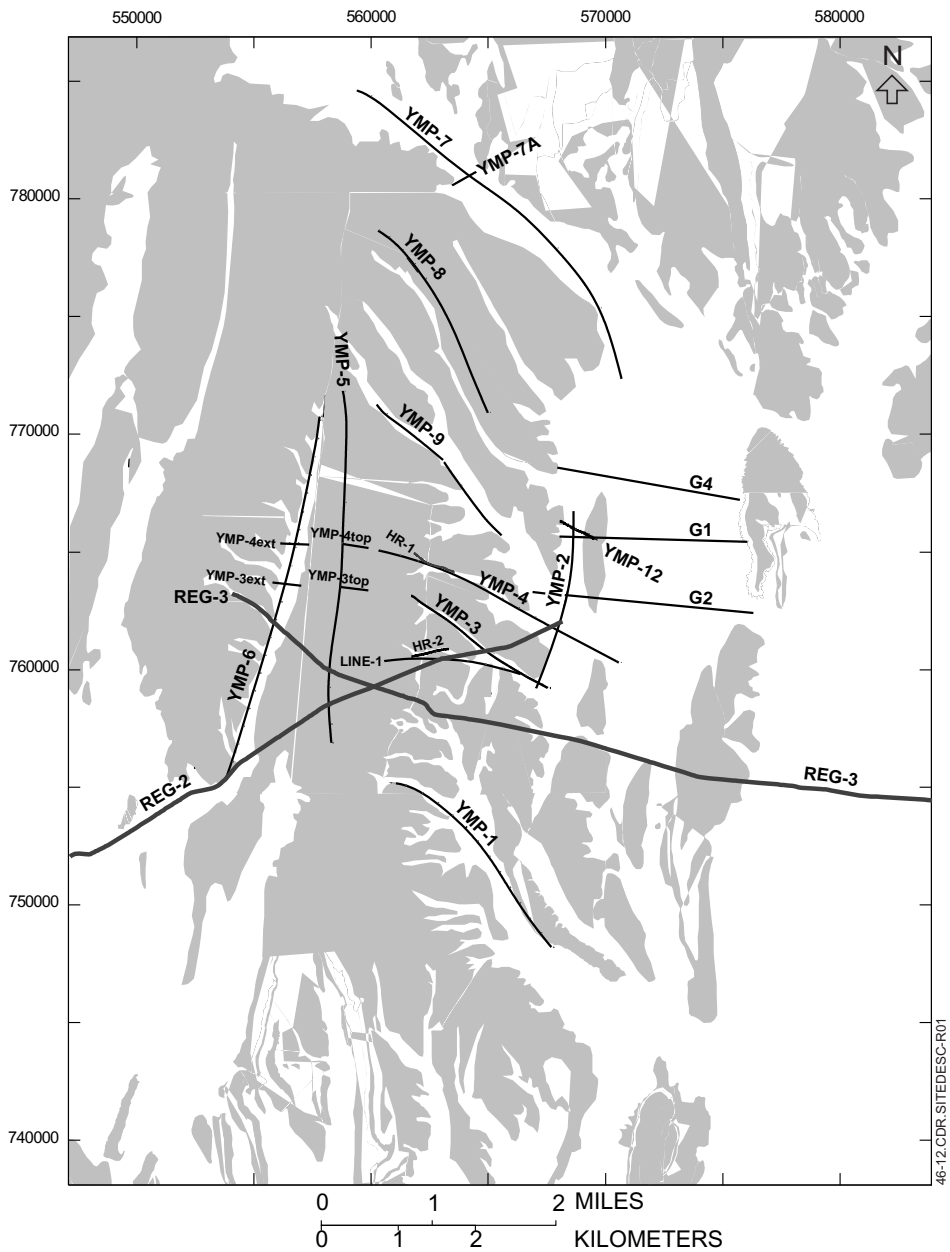 550000 560000 570000 580000
N
YMP-7
YMP-7A
780000
YMP-8
YMP-5
770000
YMP-9
G4
YMP-4ext
YMP-4top
HR-1
G1
YMP-12
YMP-2
YMP-3ext
YMP-3top
YMP-4
G2
REG-3
YMP-3
HR-2
LINE-1
760000
YMP-6
REG-2
REG-3
YMP-1
750000
740000
46-12.CDR.SITEDESC-R01
0 1 2 MILES
0 1 2 KILOMETERS